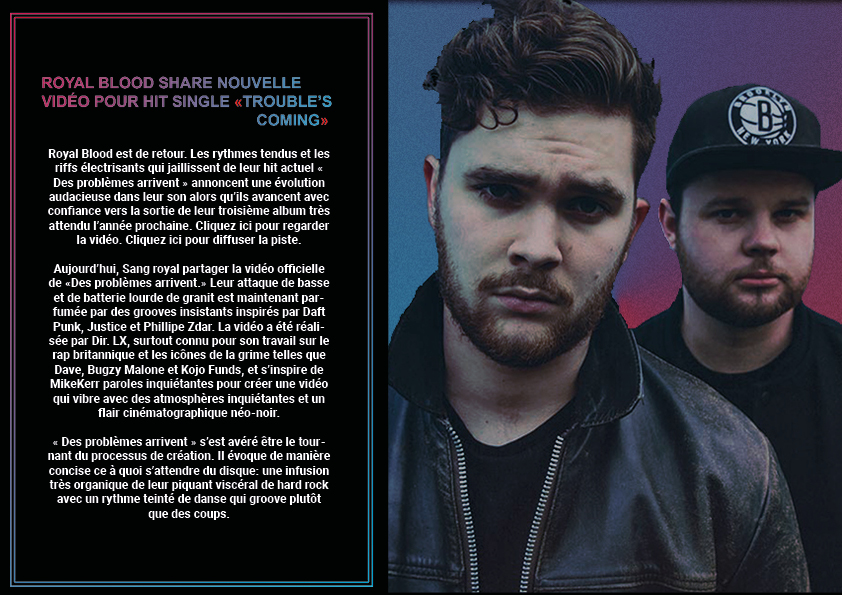 ROYAL BLOOD SHARE NOUVELLE
VIDÉO POUR HIT SINGLE «TROUBLE'S
COMING»
Royal Blood est de retour. Les rythmes tendus et les
riffs électrisants qui jaillissent de leur hit actuel «
Des problèmes arrivent » annoncent une évolution
audacieuse dans leur son alors qu'ils avancent avec
confiance vers la sortie de leur troisième album très
attendu l'année prochaine. Cliquez ici pour regarder
la vidéo. Cliquez ici pour diffuser la piste.
Aujourd'hui, Sang royal partager la vidéo officielle
de «Des problèmes arrivent.» Leur attaque de basse
et de batterie lourde de granit est maintenant par-
fumée par des grooves insistants inspirés par Daft
Punk, Justice et Phillipe Zdar. La vidéo a été réali-
sée par Dir. LX, surtout connu pour son travail sur le
rap britannique et les icônes de la grime telles que
Dave, Bugzy Malone et Kojo Funds, et s'inspire de
MikeKerr paroles inquiétantes pour créer une vidéo
qui vibre avec des atmosphères inquiétantes et un
flair cinématographique néo-noir.
« Des problèmes arrivent » s'est avéré être le tour-
nant du processus de création. Il évoque de manière
concise ce à quoi s'attendre du disque: une infusion
très organique de leur piquant viscéral de hard rock
avec un rythme teinté de danse qui groove plutôt
que des coups.
BROOKLYN
B
NEW YORK